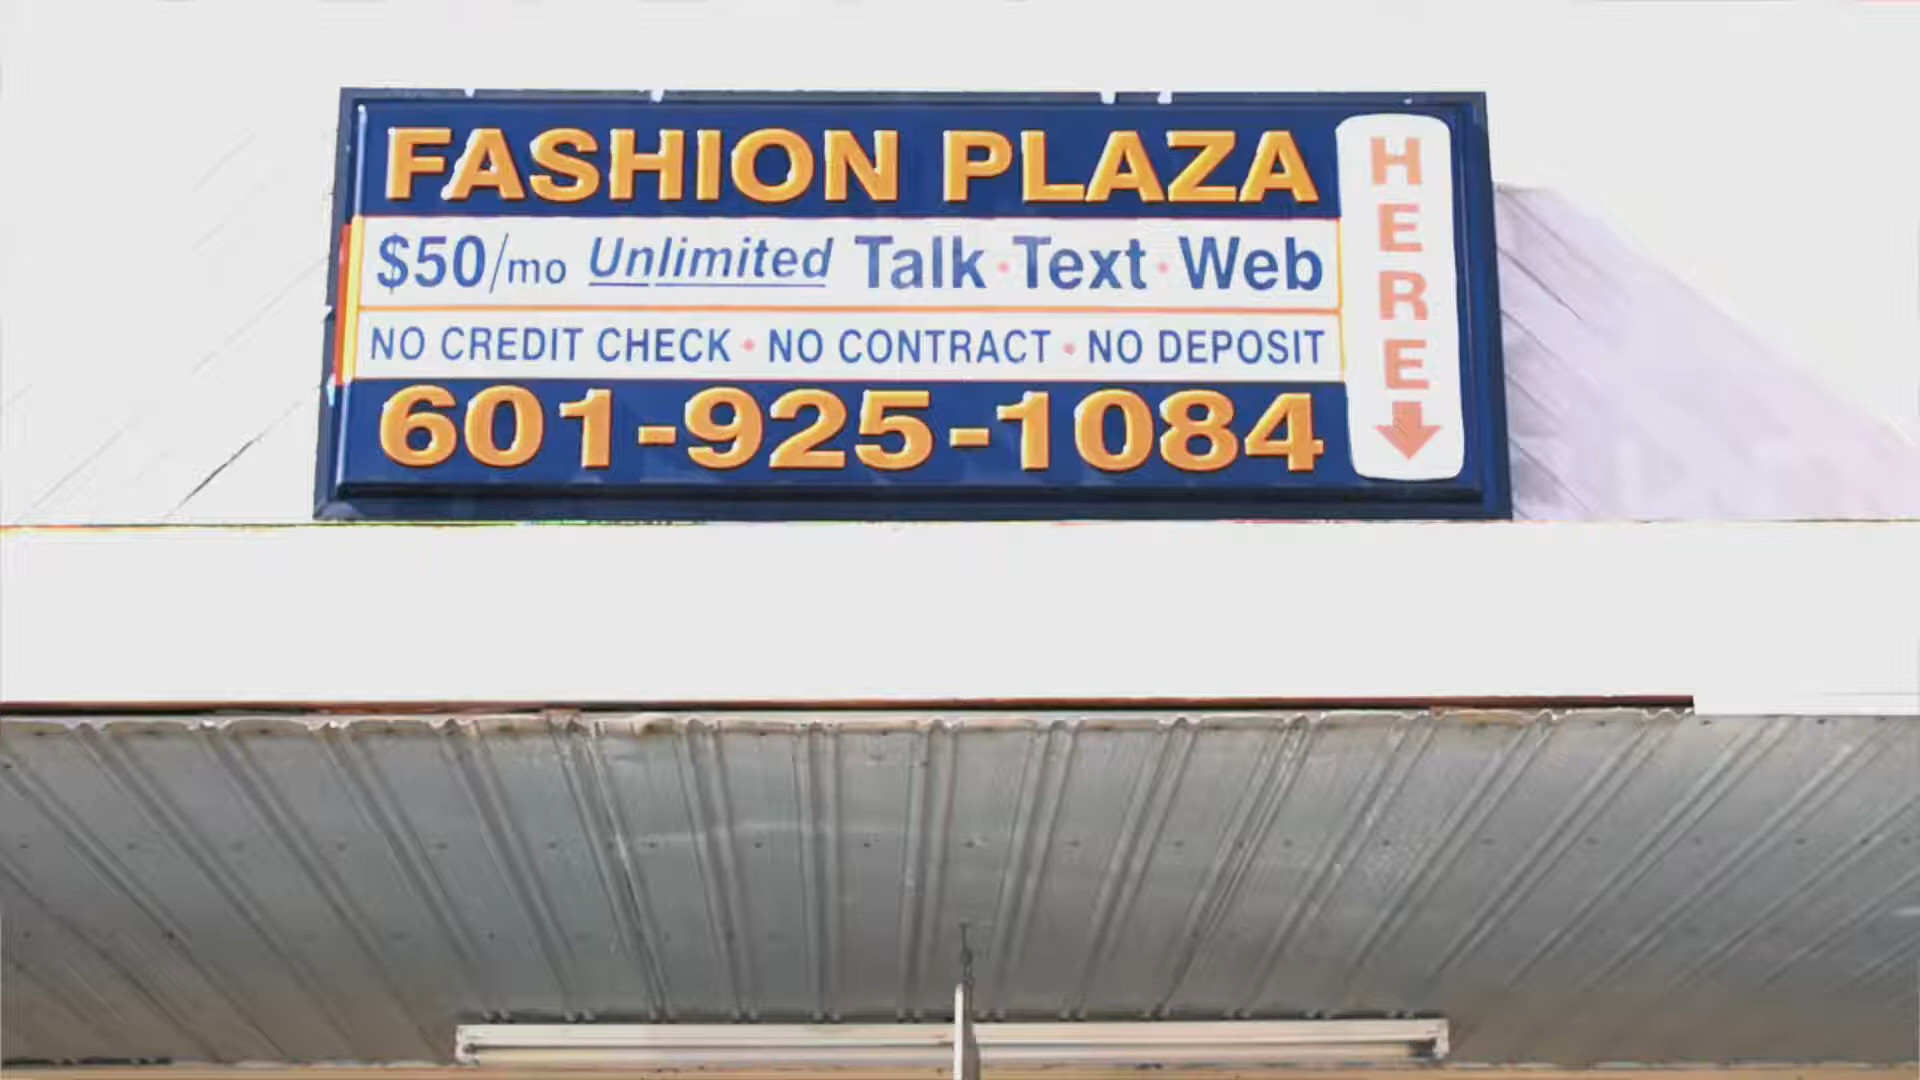 FASHION PLAZA
$50/mo Unlimited Talk • Text • Web
NO CREDIT CHECK • NO CONTRACT • NO DEPOSIT
601-925-1084
HERE